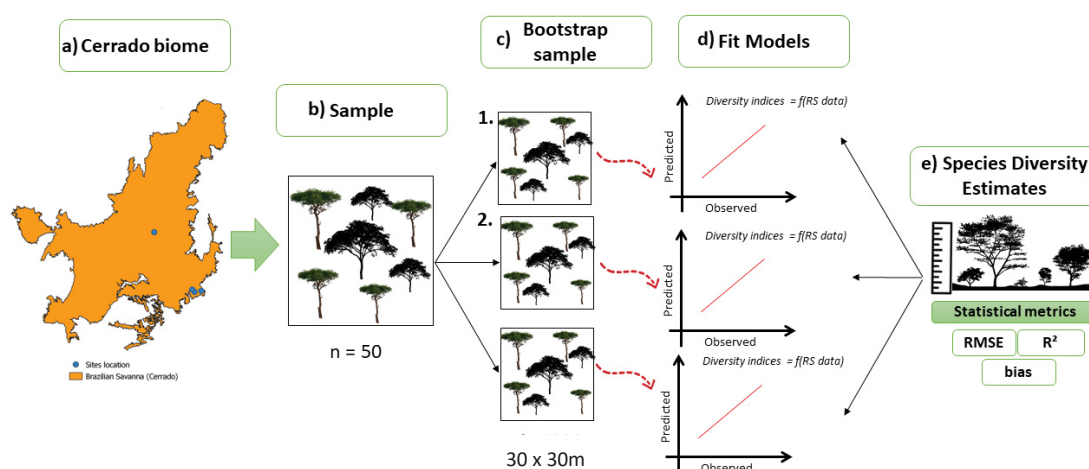 a) Cerrado biome
Sites location
Brazilian Savanna (Cerrado)
b) Sample
n = 50
c) Bootstrap
sample
1.
2.
30 x 30m
d) Fit Models
Diversity indices = f(RS data)
Predicted
Observed
Diversity indices = f(RS data)
Predicted
Observed
Diversity indices = f(RS data)
Predicted
Observed
e) Species Diversity
Estimates
Statistical metrics
RMSE
R²
bias